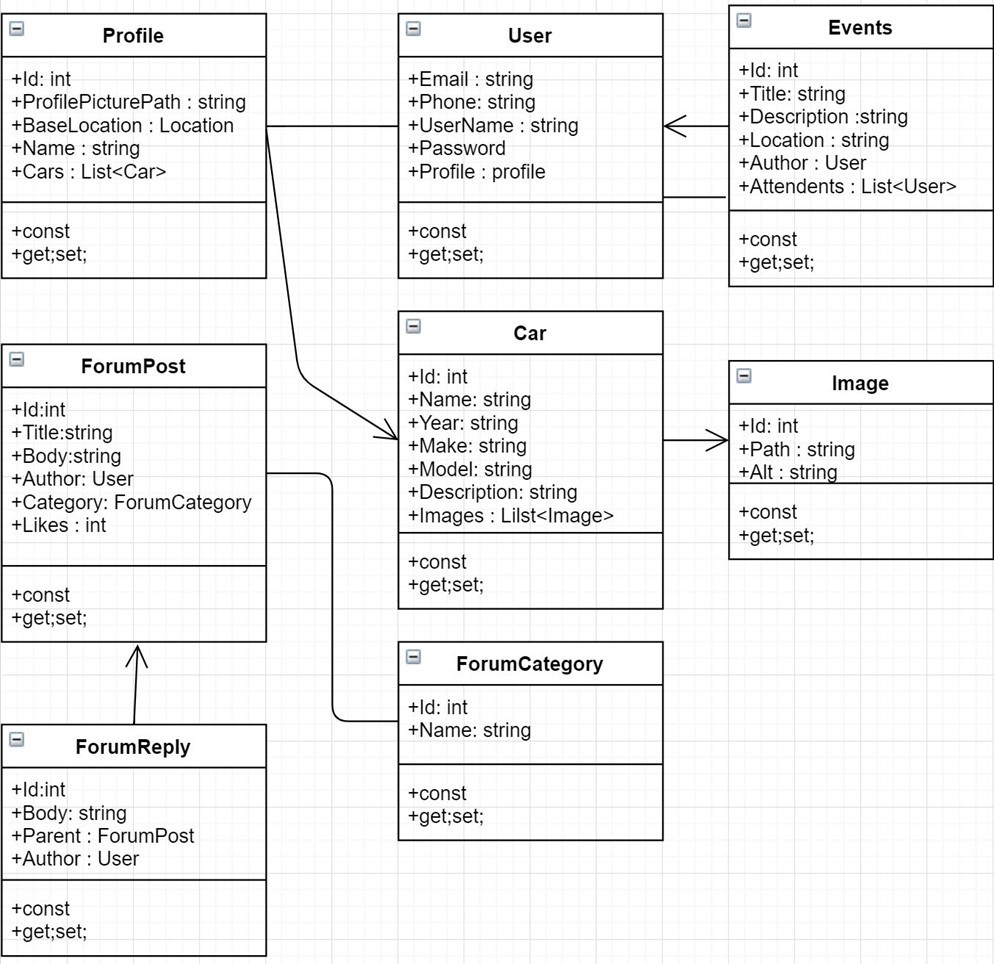 Profile
+Id: int
+ProfilePicturePath : string
+BaseLocation : Location
+Name : string
+Cars : List<Car>
+const
+get;set;
User
+Email : string
+Phone: string
+UserName : string
+Password
+Profile : profile
+const
+get;set;
Events
+Id: int
+Title: string
+Description :string
+Location : string
+Author : User
+Attendents : List<User>
+const
+get;set;
ForumPost
+Id:int
+Title:string
+Body:string
+Author: User
+Category: ForumCategory
+Likes : int
+const
+get;set;
Car
+Id: int
+Name: string
+Year: string
+Make: string
+Model: string
+Description: string
+Images : Lilst<Image>
+const
+get;set;
Image
+Id: int
+Path : string
+Alt : string
+const
+get;set;
ForumCategory
+Id: int
+Name: string
+const
+get;set;
ForumReply
+Id:int
+Body: string
+Parent : ForumPost
+Author : User
+const
+get;set;